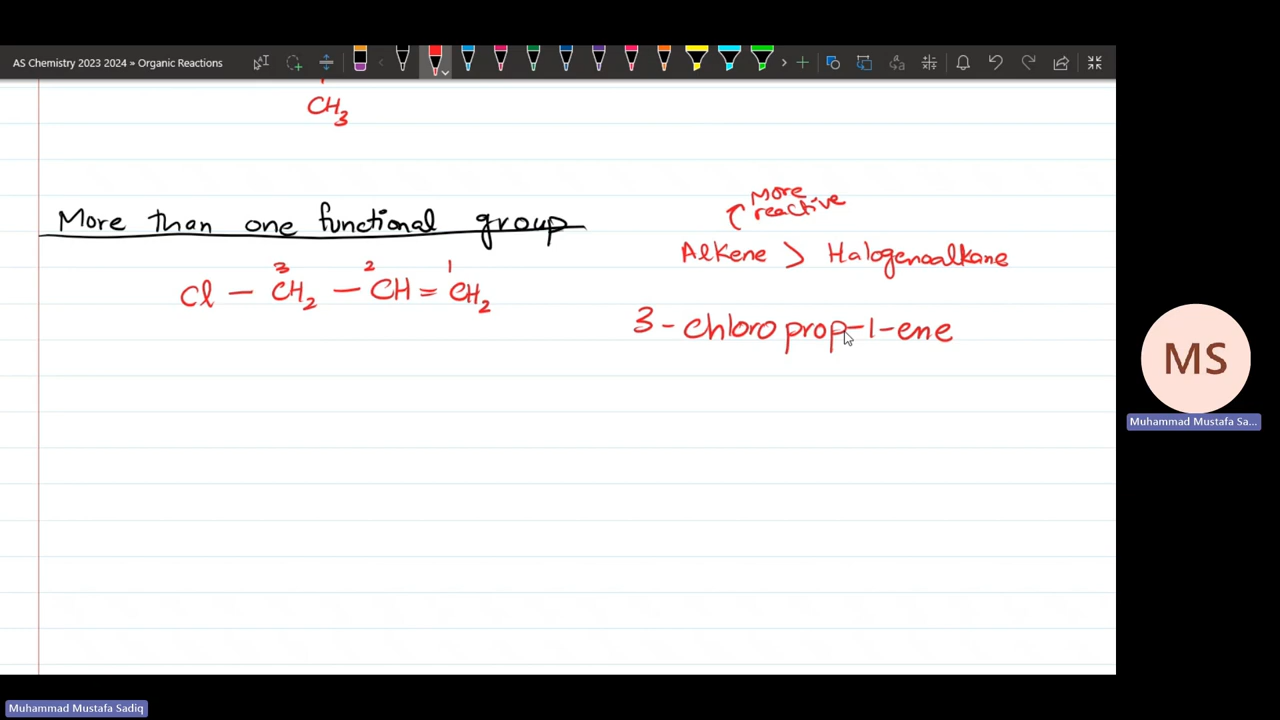 AS Chemistry 2023 2024 » Organic Reactions
CH3
More than one functional group
More
reactive
Alkene > Halogenoalkane
3 2 1
Cl – CH2 – CH = CH2
3-chloroprop-1-ene
MS
Muhammad Mustafa Sa...
Muhammad Mustafa Sadiq